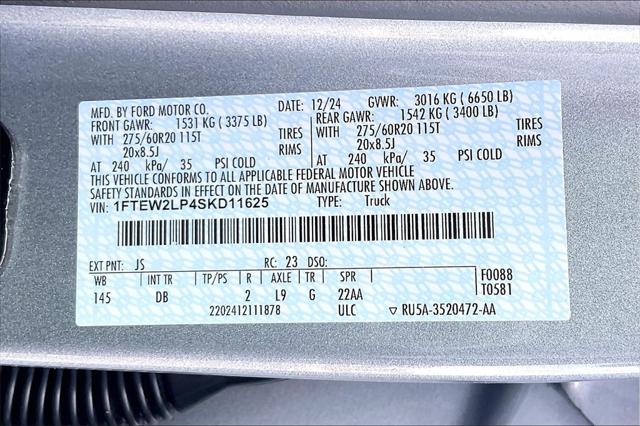 MFD. BY FORD MOTOR CO. DATE: 12/24 GVWR: 3016 KG ( 6650 LB)
FRONT GAWR: 1531 KG ( 3375 LB) REAR GAWR: 1542 KG ( 3400 LB)
WITH 275/60R20 115T TIRES WITH 275/60R20 115T TIRES
20x8.5J RIMS 20x8.5J RIMS
AT 240 kPa/ 35 PSI COLD AT 240 kPa/ 35 PSI COLD
THIS VEHICLE CONFORMS TO ALL APPLICABLE FEDERAL MOTOR VEHICLE
SAFETY STANDARDS IN EFFECT ON THE DATE OF MANUFACTURE SHOWN ABOVE.
VIN: 1FTEW2LP4SKD11625 TYPE: Truck
EXT PNT: JS RC: 23 DSO:
WB INT TR TP/PS R AXLE TR SPR F0088
145 DB 2 L9 G 22AA T0581
2202412111878 ULC ▽ RU5A-3520472-AA